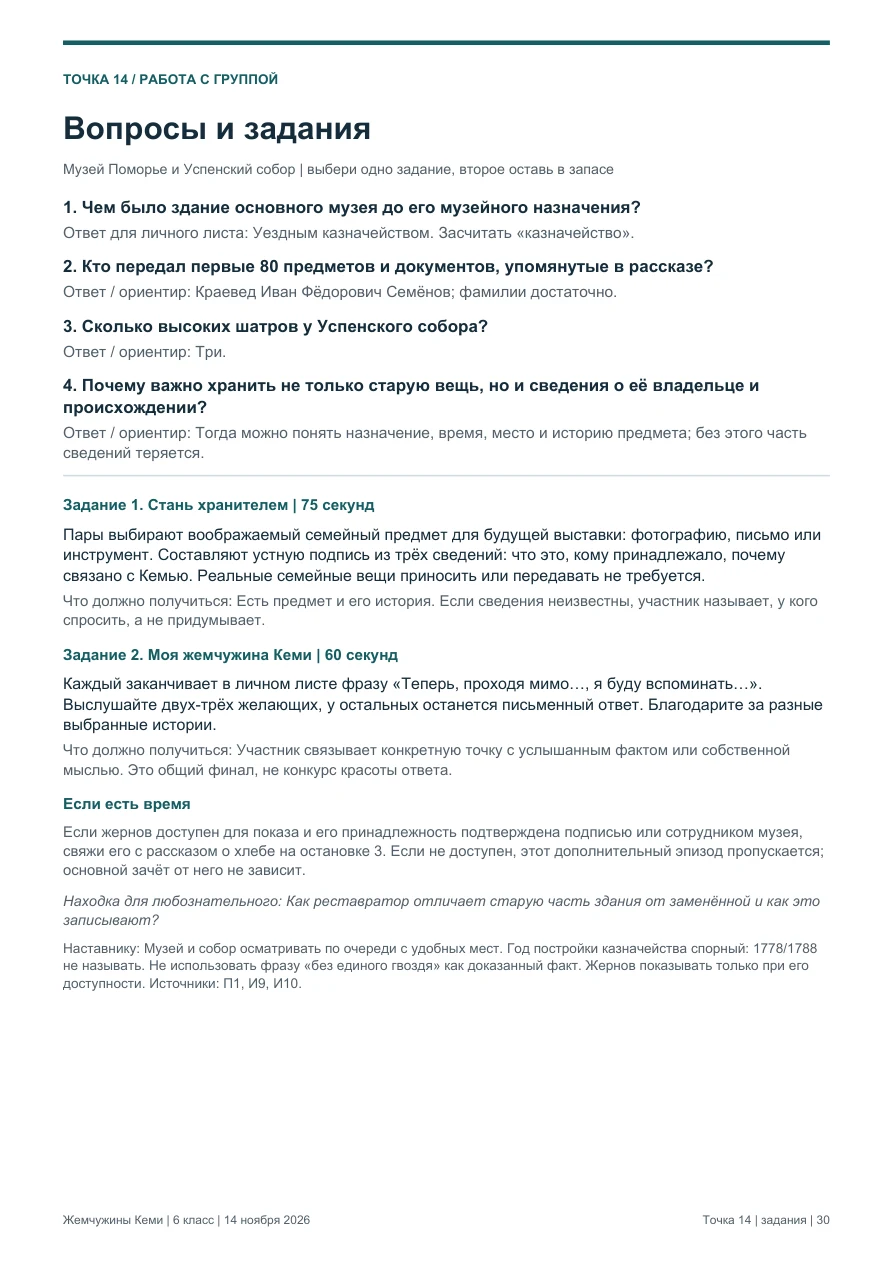 ТОЧКА 14 / РАБОТА С ГРУППОЙ
Вопросы и задания
Музей Поморье и Успенский собор | выбери одно задание, второе оставь в запасе
1. Чем было здание основного музея до его музейного назначения?
Ответ для личного листа: Уездным казначейством. Засчитать «казначейство».
2. Кто передал первые 80 предметов и документов, упомянутые в рассказе?
Ответ / ориентир: Краевед Иван Фёдорович Семёнов; фамилии достаточно.
3. Сколько высоких шатров у Успенского собора?
Ответ / ориентир: Три.
4. Почему важно хранить не только старую вещь, но и сведения о её владельце и
происхождении?
Ответ / ориентир: Тогда можно понять назначение, время, место и историю предмета; без этого часть
сведений теряется.
Задание 1. Стань хранителем | 75 секунд
Пары выбирают воображаемый семейный предмет для будущей выставки: фотографию, письмо или
инструмент. Составляют устную подпись из трёх сведений: что это, кому принадлежало, почему
связано с Кемью. Реальные семейные вещи приносить или передавать не требуется.
Что должно получиться: Есть предмет и его история. Если сведения неизвестны, участник называет, у кого
спросить, а не придумывает.
Задание 2. Моя жемчужина Кеми | 60 секунд
Каждый заканчивает в личном листе фразу «Теперь, проходя мимо…, я буду вспоминать…».
Выслушайте двух-трёх желающих, у остальных останется письменный ответ. Благодарите за разные
выбранные истории.
Что должно получиться: Участник связывает конкретную точку с услышанным фактом или собственной
мыслью. Это общий финал, не конкурс красоты ответа.
Если есть время
Если жернов доступен для показа и его принадлежность подтверждена подписью или сотрудником музея,
свяжи его с рассказом о хлебе на остановке 3. Если не доступен, этот дополнительный эпизод пропускается;
основной зачёт от него не зависит.
Находка для любознательного: Как реставратор отличает старую часть здания от заменённой и как это
записывают?
Наставнику: Музей и собор осматривать по очереди с удобных мест. Год постройки казначейства спорный: 1778/1788
не называть. Не использовать фразу «без единого гвоздя» как доказанный факт. Жернов показывать только при его
доступности. Источники: П1, И9, И10.
Жемчужины Кеми | 6 класс | 14 ноября 2026
Точка 14 | задания | 30